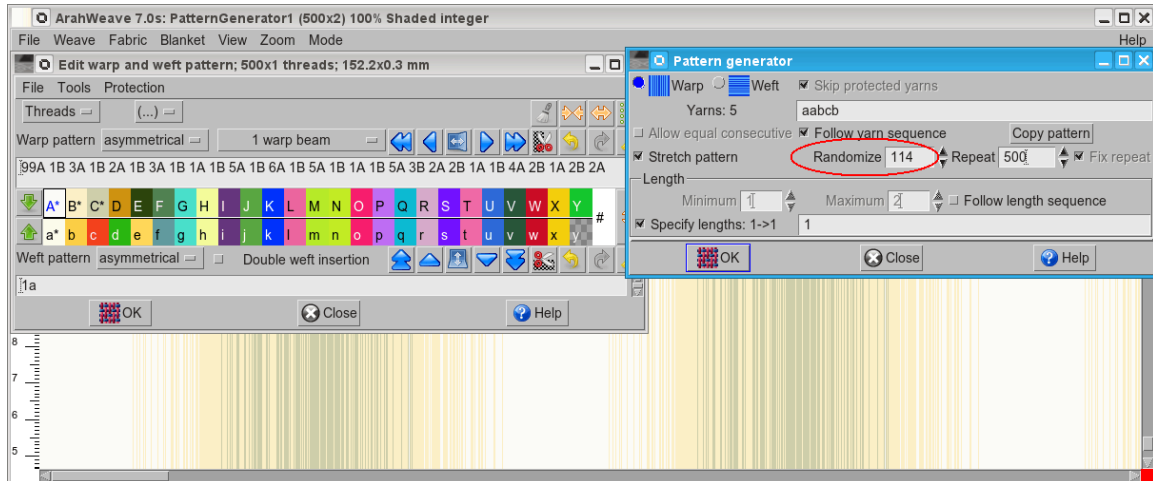 ArahWeave 7.0s: PatternGenerator1 (500x2) 100% Shaded integer
File Weave Fabric Blanket View Zoom Mode Help
Edit warp and weft pattern; 500x1 threads; 152.2x0.3 mm
File Tools Protection
Threads (...)
Warp pattern asymmetrical 1 warp beam
99A 1B 3A 1B 2A 1B 3A 1B 1A 1B 5A 1B 6A 1B 5A 1B 1A 1B 5A 3B 2A 2B 1A 1B 4A 2B 1A 2B 2A
A* B* C* D E F G H I J K L M N O P Q R S T U V W X Y #
a* b c d e f g h i j k l m n o p q r s t u v w x y
Weft pattern asymmetrical Double weft insertion
1a
OK Close Help
Pattern generator
Warp Weft Skip protected yarns
Yarns: 5 aabcb
Allow equal consecutive Follow yarn sequence Copy pattern
Stretch pattern Randomize 114 Repeat 500 Fix repeat
Length
Minimum 1 Maximum 2 Follow length sequence
Specify lengths: 1->1 1
OK Close Help
8
7
6
5